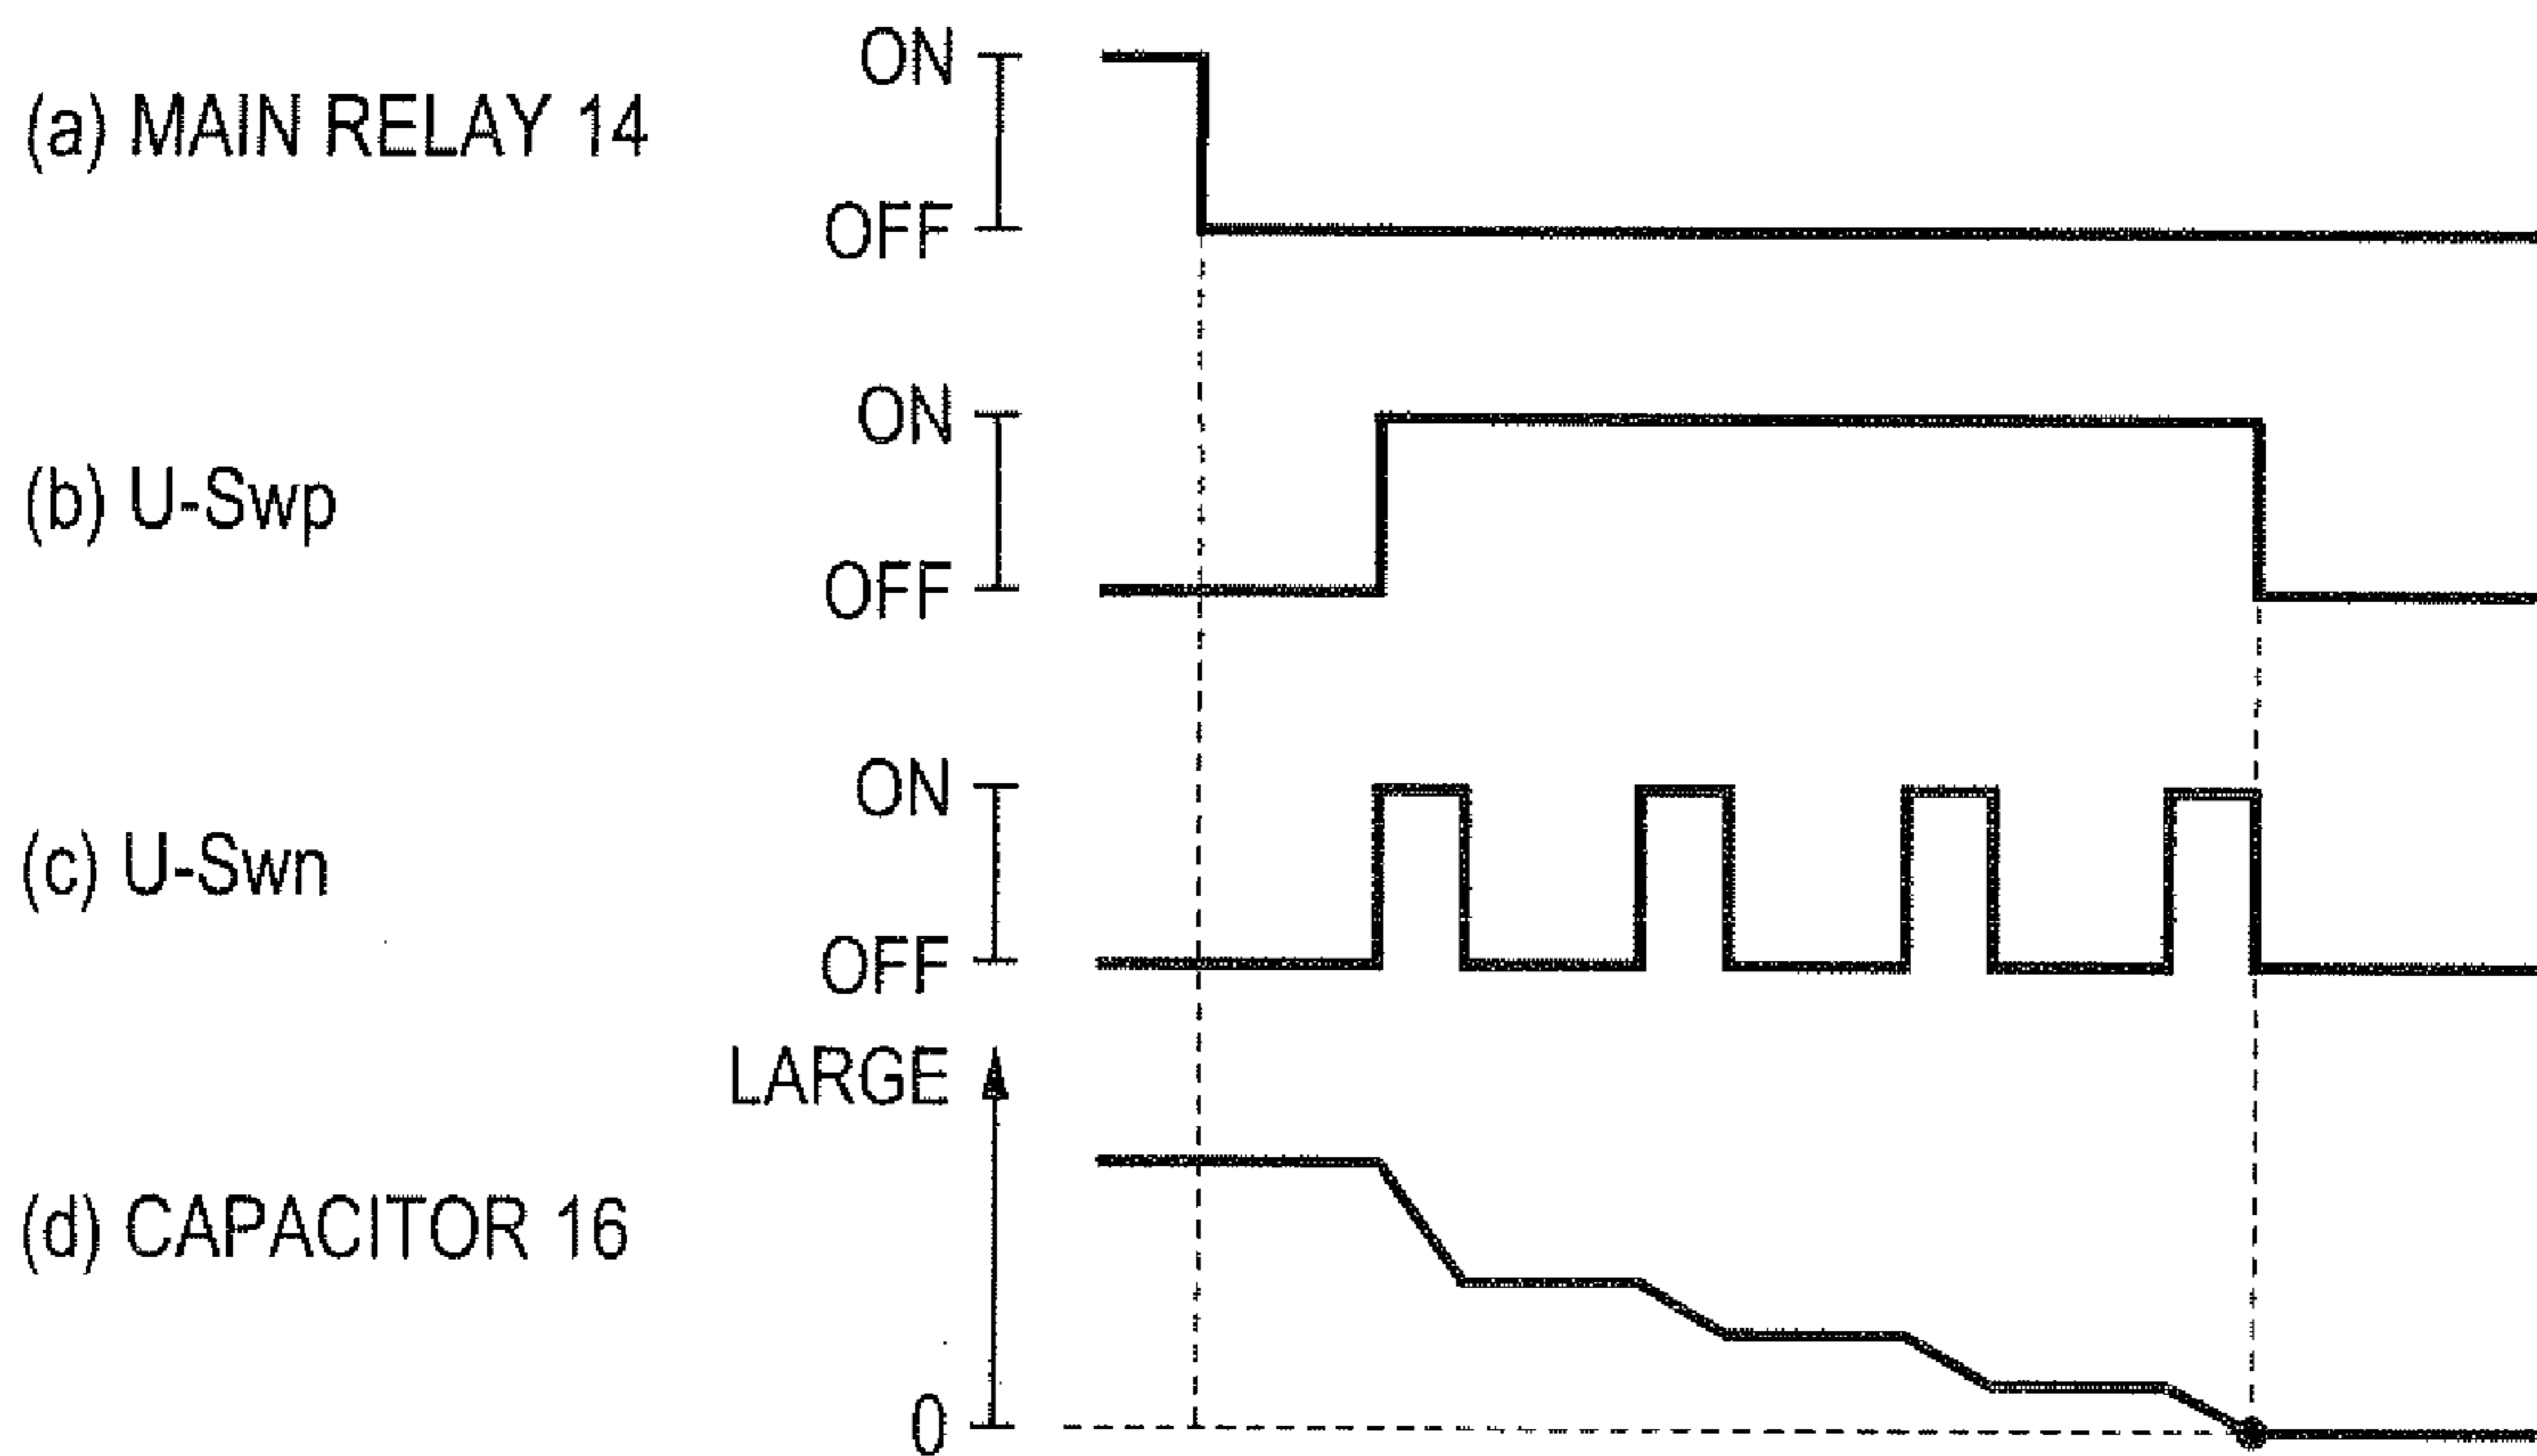 ON
(a) MAIN RELAY 14
OFF
ON
(b) U-Swp
OFF
ON
(c) U-Swn
OFF
LARGE
(d) CAPACITOR 16
0